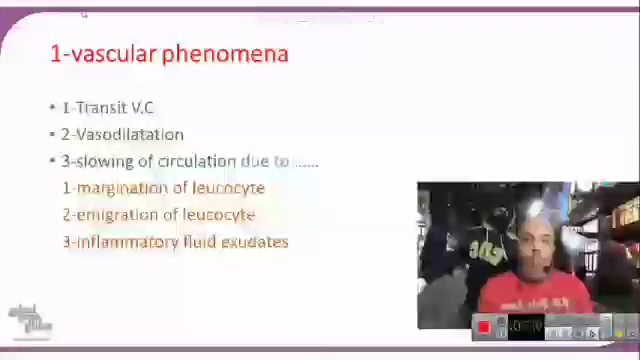 1-vascular phenomena
• 1-Transit V.C
• 2-Vasodilatation
• 3-slowing of circulation due to ......
1-margination of leucocyte
2-emigration of leucocyte
3-inflammatory fluid exudates